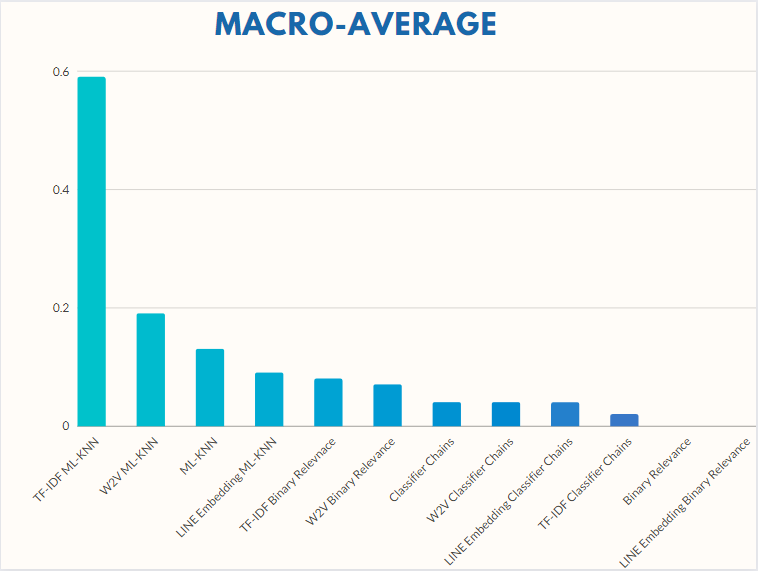 MACRO-AVERAGE
0.6
0.4
0.2
0
TF-IDF ML-KNN
W2V ML-KNN
ML-KNN
LINE Embedding ML-KNN
TF-IDF Binary Relevnace
W2V Binary Relevance
Classifier Chains
W2V Classifier Chains
LINE Embedding Classifier Chains
TF-IDF Classifier Chains
Binary Relevance
LINE Embedding Binary Relevance